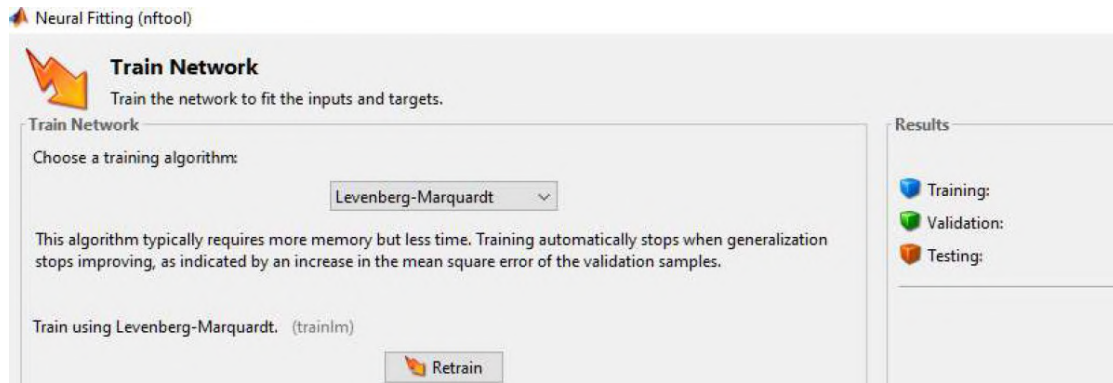 Neural Fitting (nftool)
Train Network
Train the network to fit the inputs and targets.
Train Network
Choose a training algorithm:
Levenberg-Marquardt
This algorithm typically requires more memory but less time. Training automatically stops when generalization
stops improving, as indicated by an increase in the mean square error of the validation samples.
Train using Levenberg-Marquardt. (trainlm)
Retrain
Results
Training:
Validation:
Testing: